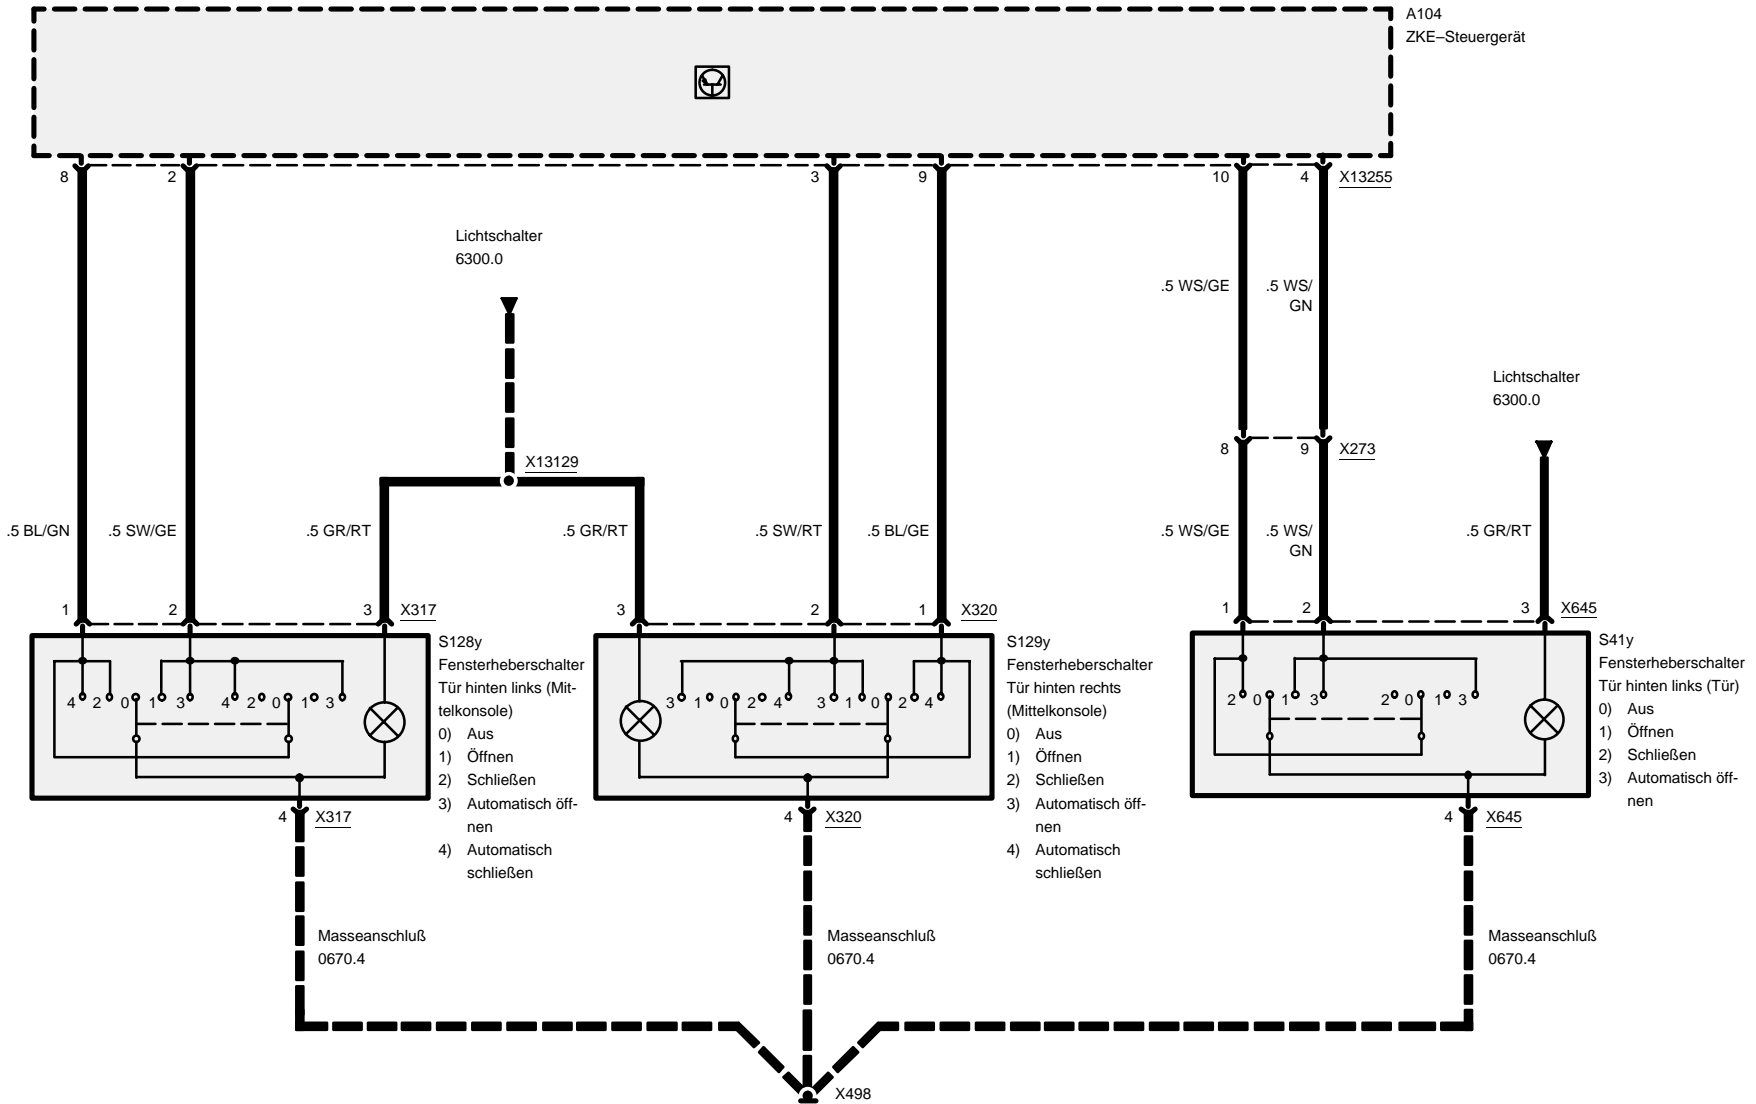 A104
ZKE–Steuergerät
8
2
3
9
10
4
X13255
Lichtschalter
6300.0
.5 WS/GE
.5 WS/
GN
Lichtschalter
6300.0
8
9
X273
X13129
.5 BL/GN
.5 SW/GE
.5 GR/RT
.5 GR/RT
.5 SW/RT
.5 BL/GE
.5 WS/GE
.5 WS/
GN
.5 GR/RT
1
2
3
X317
3
2
1
X320
1
2
3
X645
4 2 0 1 3 4 2 0 1 3
S128y
Fensterheberschalter
Tür hinten links (Mit-
telkonsole)
0) Aus
1) Öffnen
2) Schließen
3) Automatisch öff-
nen
4) Automatisch
schließen
3 1 0 2 4 3 1 0 2 4
S129y
Fensterheberschalter
Tür hinten rechts
(Mittelkonsole)
0) Aus
1) Öffnen
2) Schließen
3) Automatisch öff-
nen
4) Automatisch
schließen
2 0 1 3 2 0 1 3
S41y
Fensterheberschalter
Tür hinten links (Tür)
0) Aus
1) Öffnen
2) Schließen
3) Automatisch öff-
nen
4
X317
4
X320
4
X645
Masseanschluß
0670.4
Masseanschluß
0670.4
Masseanschluß
0670.4
X498